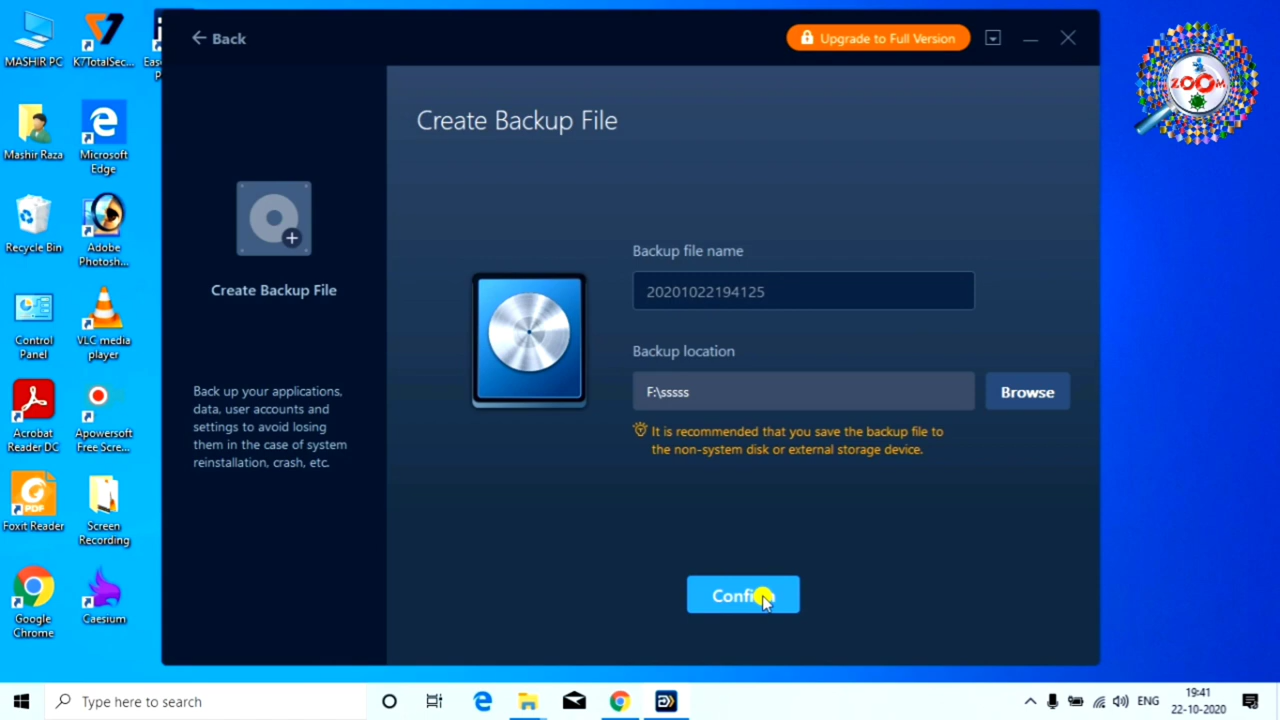 MASHIR PC
K7TotalSec...
Mashir Raza
Microsoft
Edge
Recycle Bin
Adobe
Photosh...
Control
Panel
VLC media
player
Acrobat
Reader DC
Apowersoft
Free Scre...
Foxit Reader
Screen
Recording
Google
Chrome
Caesium
Back
Upgrade to Full Version
Create Backup File
Back up your applications,
data, user accounts and
settings to avoid losing
them in the case of system
reinstallation, crash, etc.
Create Backup File
Backup file name
20201022194125
Backup location
F:\sssss
Browse
It is recommended that you save the backup file to
the non-system disk or external storage device.
ZOOM
Type here to search
ENG
19:41
22-10-2020